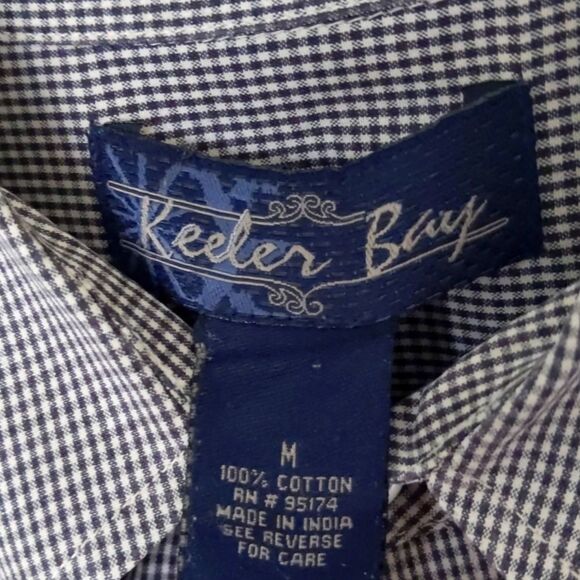 Keeler Bay
M
100% COTTON
RN # 95174
MADE IN INDIA
SEE REVERSE
FOR CARE